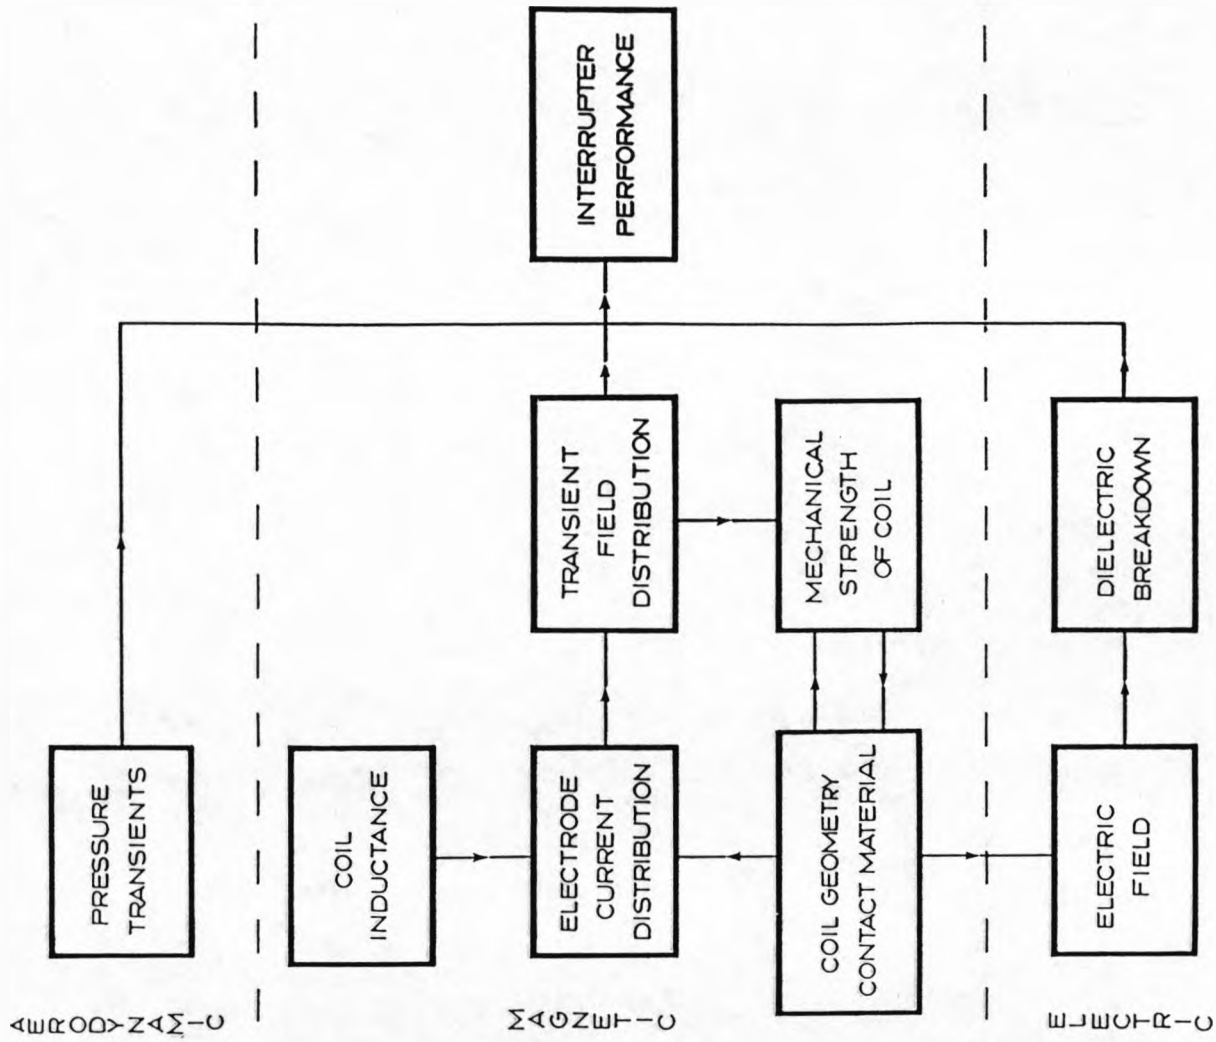 AERODYNAMIC
PRESSURE
TRANSIENTS
MAGNETIC
COIL
INDUCTANCE
ELECTRODE
CURRENT
DISTRIBUTION
TRANSIENT
FIELD
DISTRIBUTION
INTERRUPTER
PERFORMANCE
COIL GEOMETRY
CONTACT MATERIAL
MECHANICAL
STRENGTH
OF COIL
ELECTRIC
ELECTRIC
FIELD
DIELECTRIC
BREAKDOWN